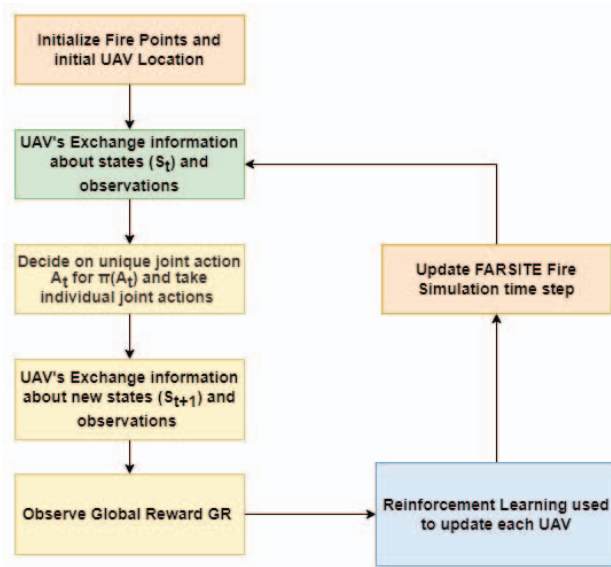 Initialize Fire Points and
initial UAV Location
UAV's Exchange information
about states (St) and
observations
Decide on unique joint action
At for π(At) and take
individual joint actions
UAV's Exchange information
about new states (St+1) and
observations
Observe Global Reward GR
Reinforcement Learning used
to update each UAV
Update FARSITE Fire
Simulation time step